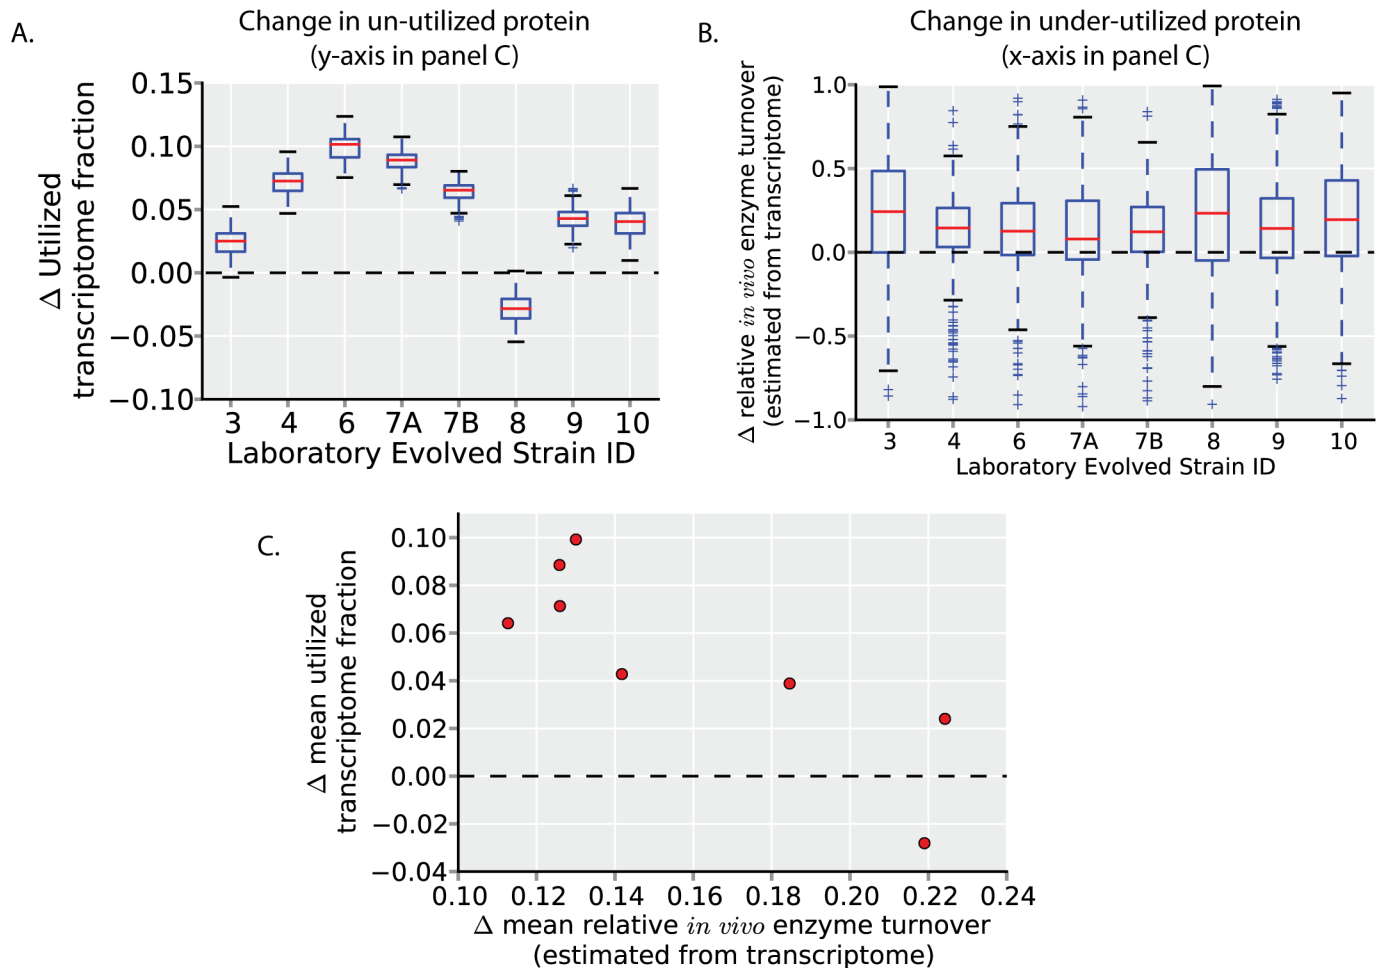 A.
Change in un-utilized protein
(y-axis in panel C)
Δ Utilized
transcriptome fraction
0.15
0.10
0.05
0.00
−0.05
−0.10
3 4 6 7A 7B 8 9 10
Laboratory Evolved Strain ID
B.
Change in under-utilized protein
(x-axis in panel C)
Δ relative in vivo enzyme turnover
(estimated from transcriptome)
1.0
0.5
0.0
−0.5
−1.0
3 4 6 7A 7B 8 9 10
Laboratory Evolved Strain ID
C.
Δ mean utilized
transcriptome fraction
0.10
0.08
0.06
0.04
0.02
0.00
−0.02
−0.04
0.10 0.12 0.14 0.16 0.18 0.20 0.22 0.24
Δ mean relative in vivo enzyme turnover
(estimated from transcriptome)